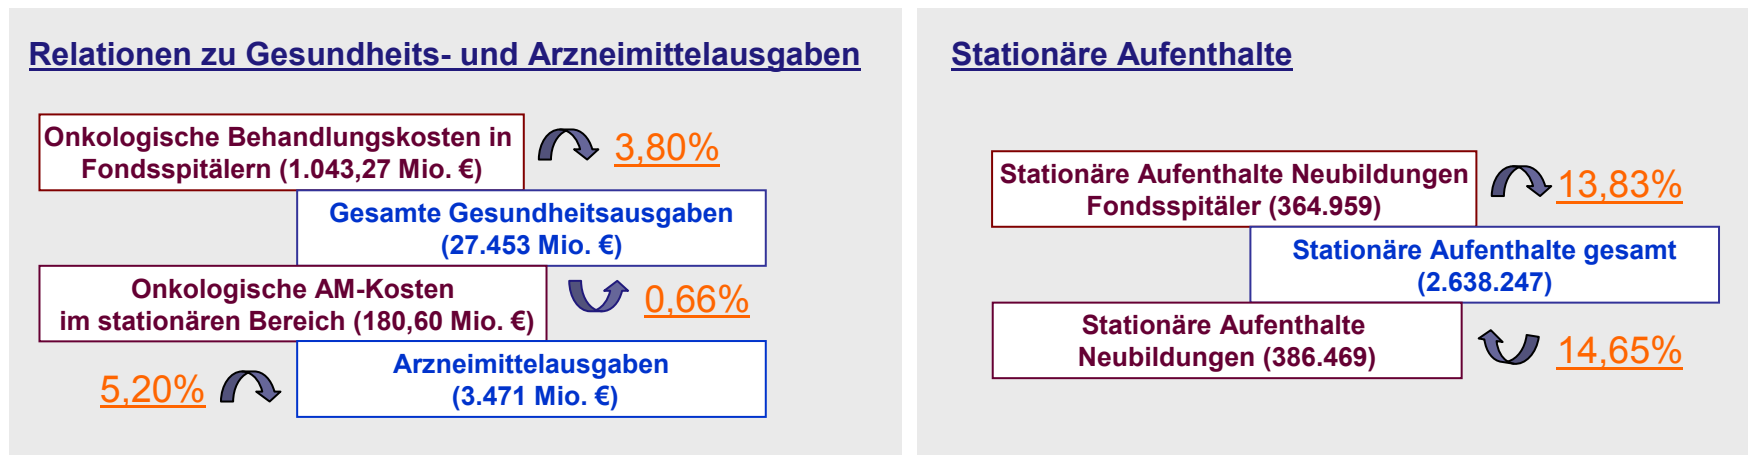 Relationen zu Gesundheits- und Arzneimittelausgaben
Onkologische Behandlungskosten in
Fondsspitälern (1.043,27 Mio. €)
3,80%
Gesamte Gesundheitsausgaben
(27.453 Mio. €)
Onkologische AM-Kosten
im stationären Bereich (180,60 Mio. €)
0,66%
Arzneimittelausgaben
(3.471 Mio. €)
5,20%
Stationäre Aufenthalte
Stationäre Aufenthalte Neubildungen
Fondsspitäler (364.959)
13,83%
Stationäre Aufenthalte gesamt
(2.638.247)
Stationäre Aufenthalte
Neubildungen (386.469)
14,65%